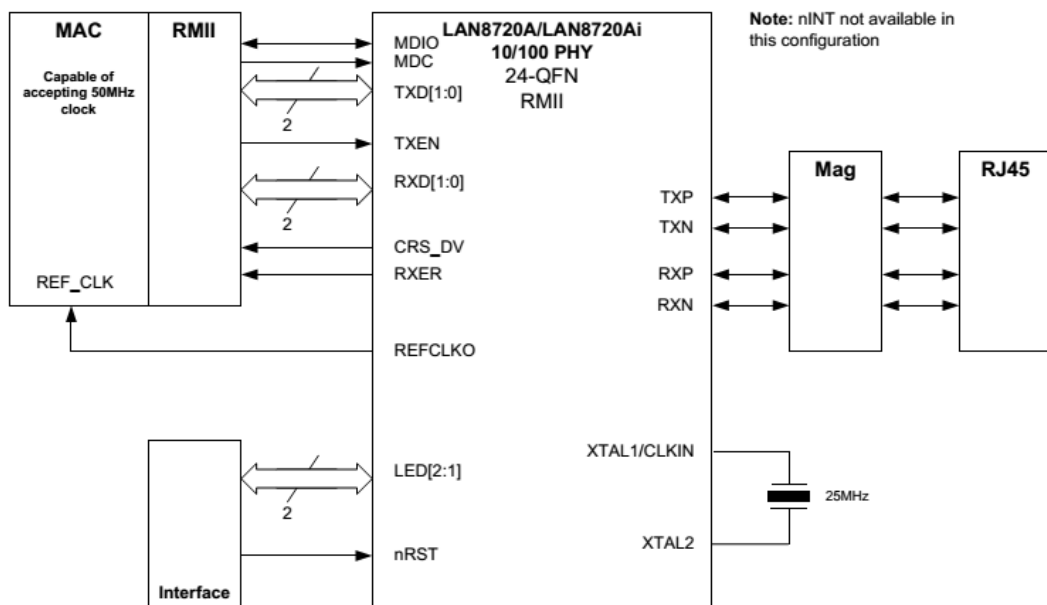 MAC
RMII
Capable of
accepting 50MHz
clock
REF_CLK
LAN8720A/LAN8720Ai
10/100 PHY
24-QFN
RMII
MDIO
MDC
TXD[1:0]
2
TXEN
RXD[1:0]
2
CRS_DV
RXER
REFCLKO
LED[2:1]
2
nRST
Interface
TXP
TXN
RXP
RXN
XTAL1/CLKIN
XTAL2
25MHz
Mag
RJ45
Note: nINT not available in
this configuration